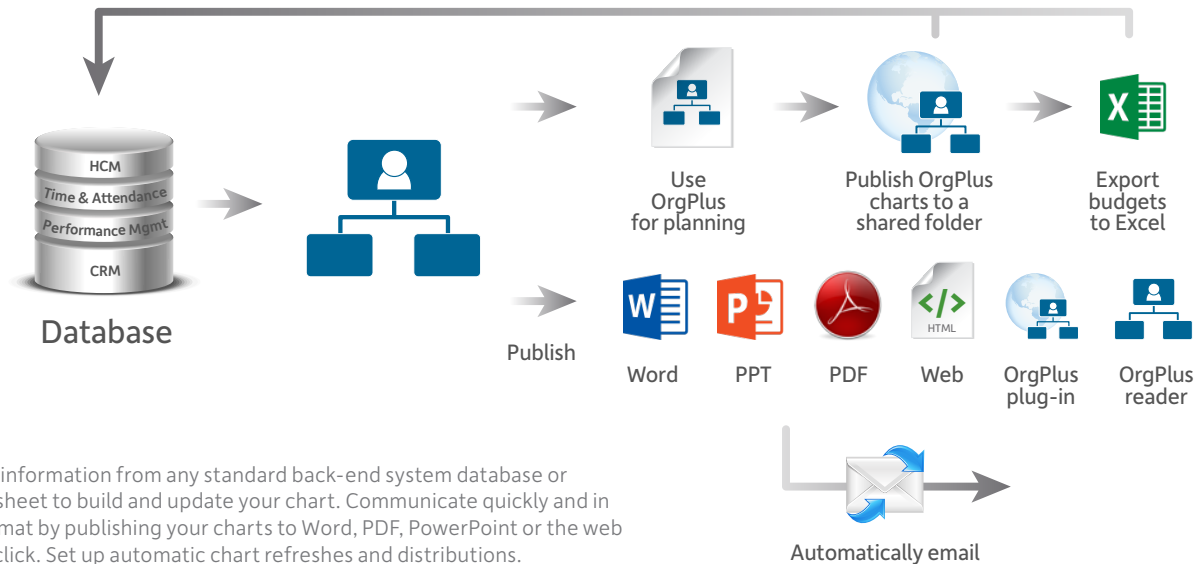 HCM
Time & Attendance
Performance Mgmt
CRM
Database
Use
OrgPlus
for planning
Publish OrgPlus
charts to a
shared folder
X
Export
budgets
to Excel
Publish
W
Word
P
PPT
PDF
</>
HTML
Web
OrgPlus
plug-in
OrgPlus
reader
information from any standard back-end system database or
sheet to build and update your chart. Communicate quickly and in
mat by publishing your charts to Word, PDF, PowerPoint or the web
click. Set up automatic chart refreshes and distributions.
Automatically email